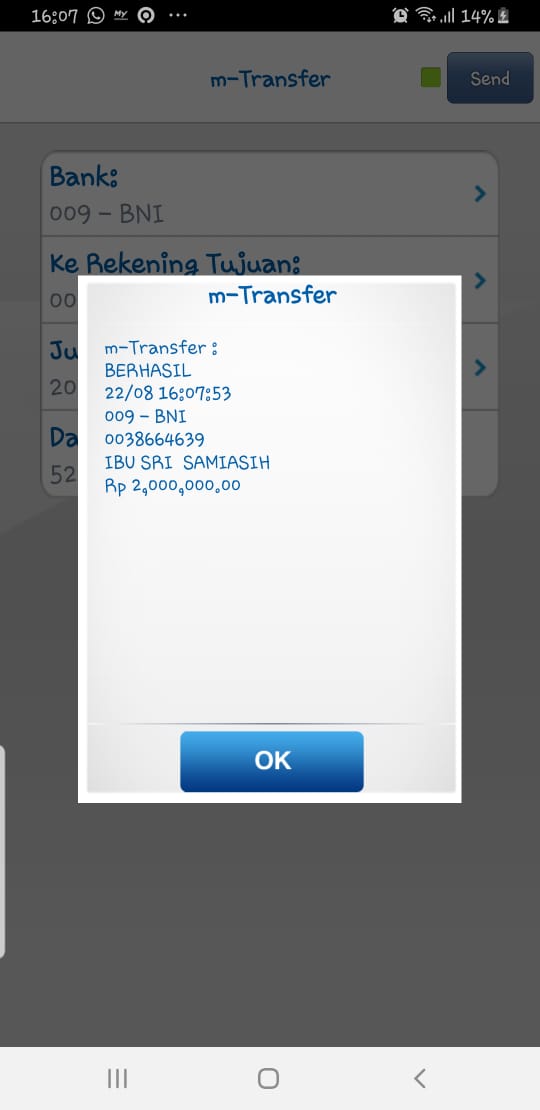 16:07 MY 14%
m-Transfer
Send
Bank:
009 - BNI
Ke Rekening Tujuan:
00
Ju
20
Da
52
m-Transfer
m-Transfer :
BERHASIL
22/08 16:07:53
009 - BNI
0038664639
IBU SRI SAMIASIH
Rp 2,000,000.00
OK